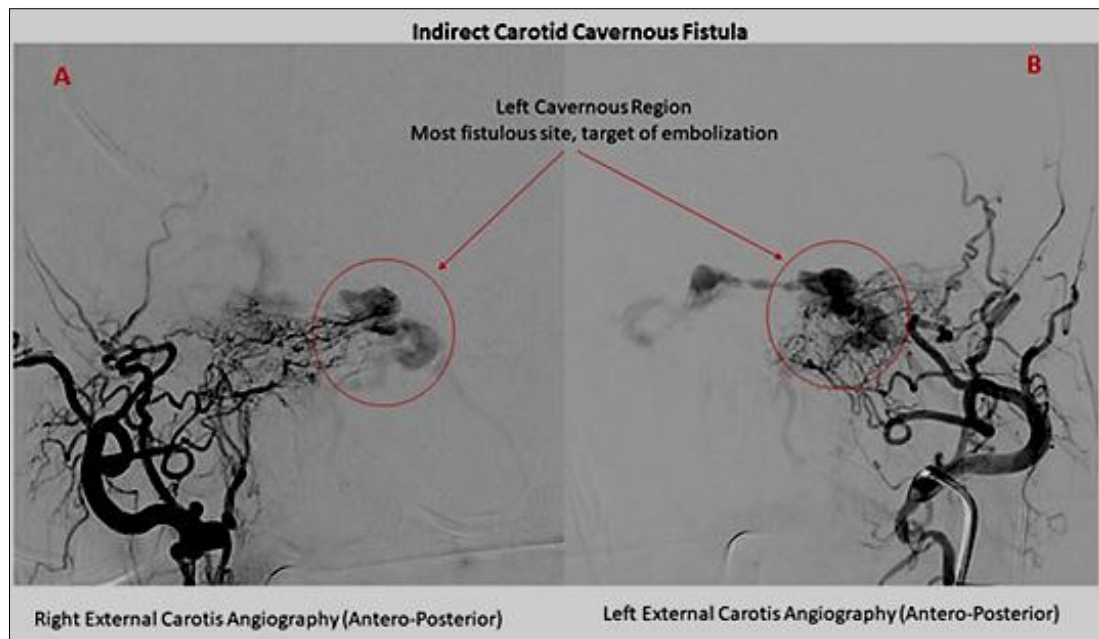 Indirect Carotid Cavernous Fistula
A
B
Left Cavernous Region
Most fistulous site, target of embolization
Right External Carotis Angiography (Antero-Posterior)
Left External Carotis Angiography (Antero-Posterior)